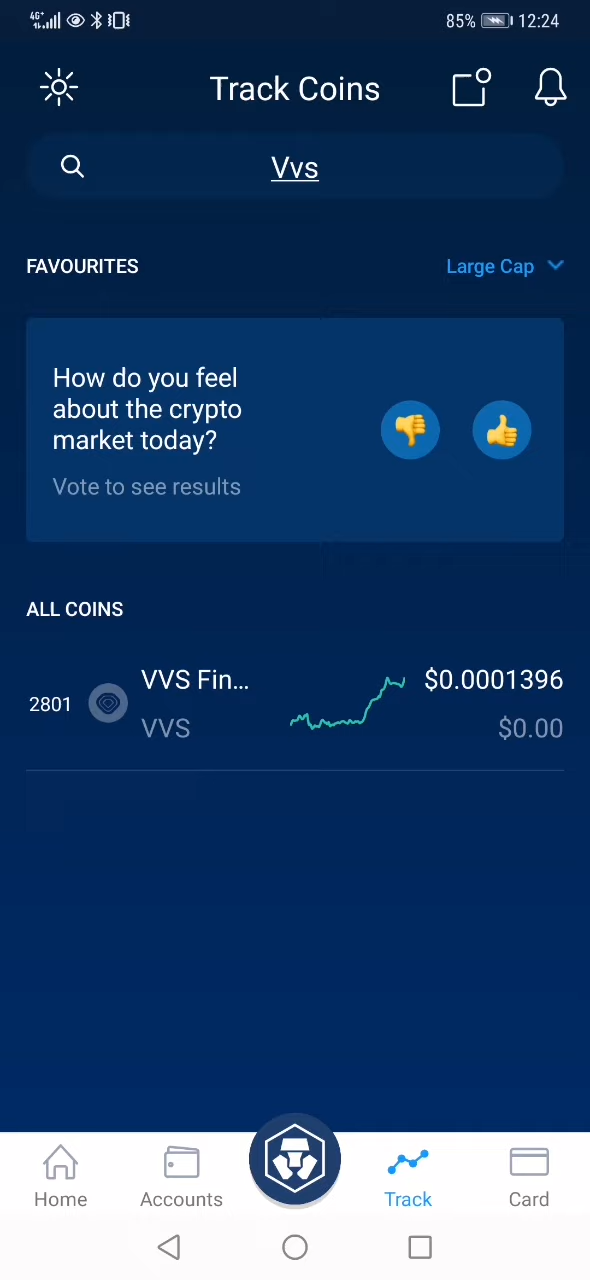 4G+ 85% 12:24
Track Coins
Vvs
FAVOURITES Large Cap
How do you feel
about the crypto
market today?
Vote to see results
ALL COINS
2801 VVS Fin... $0.0001396
VVS $0.00
Home Accounts Track Card